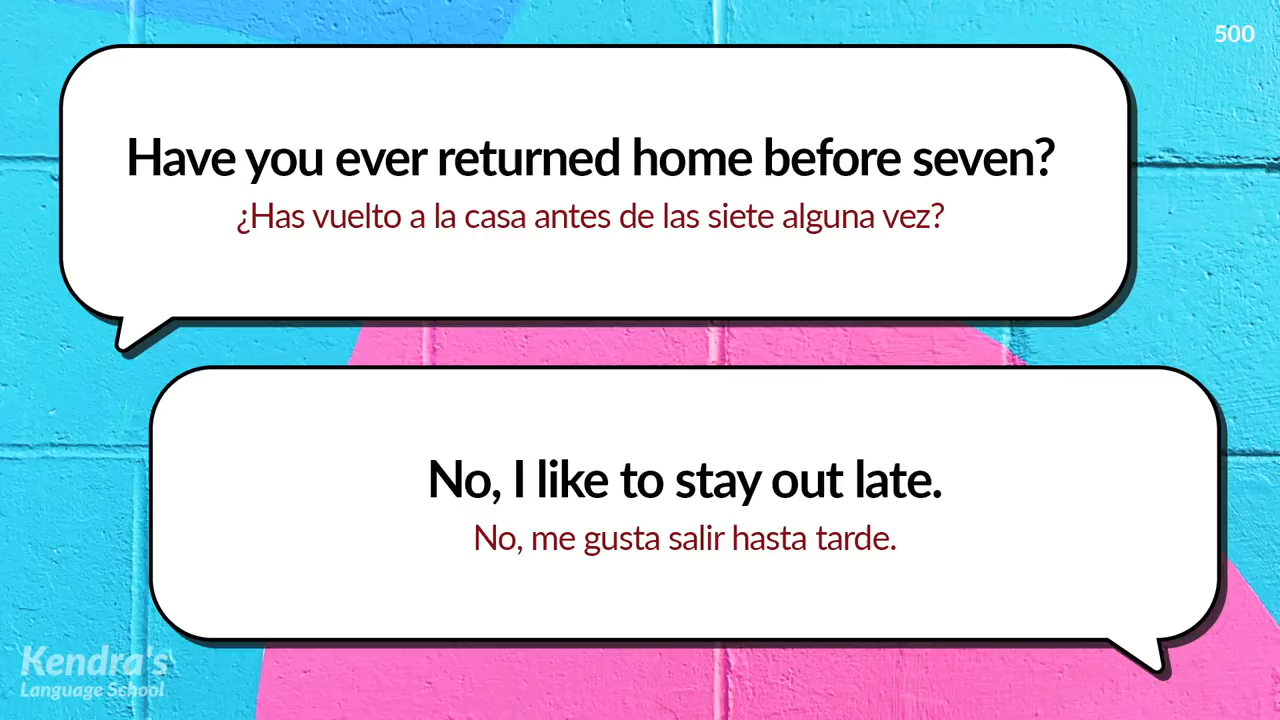 500
Have you ever returned home before seven?
¿Has vuelto a la casa antes de las siete alguna vez?
No, I like to stay out late.
No, me gusta salir hasta tarde.
Kendra's
Language School